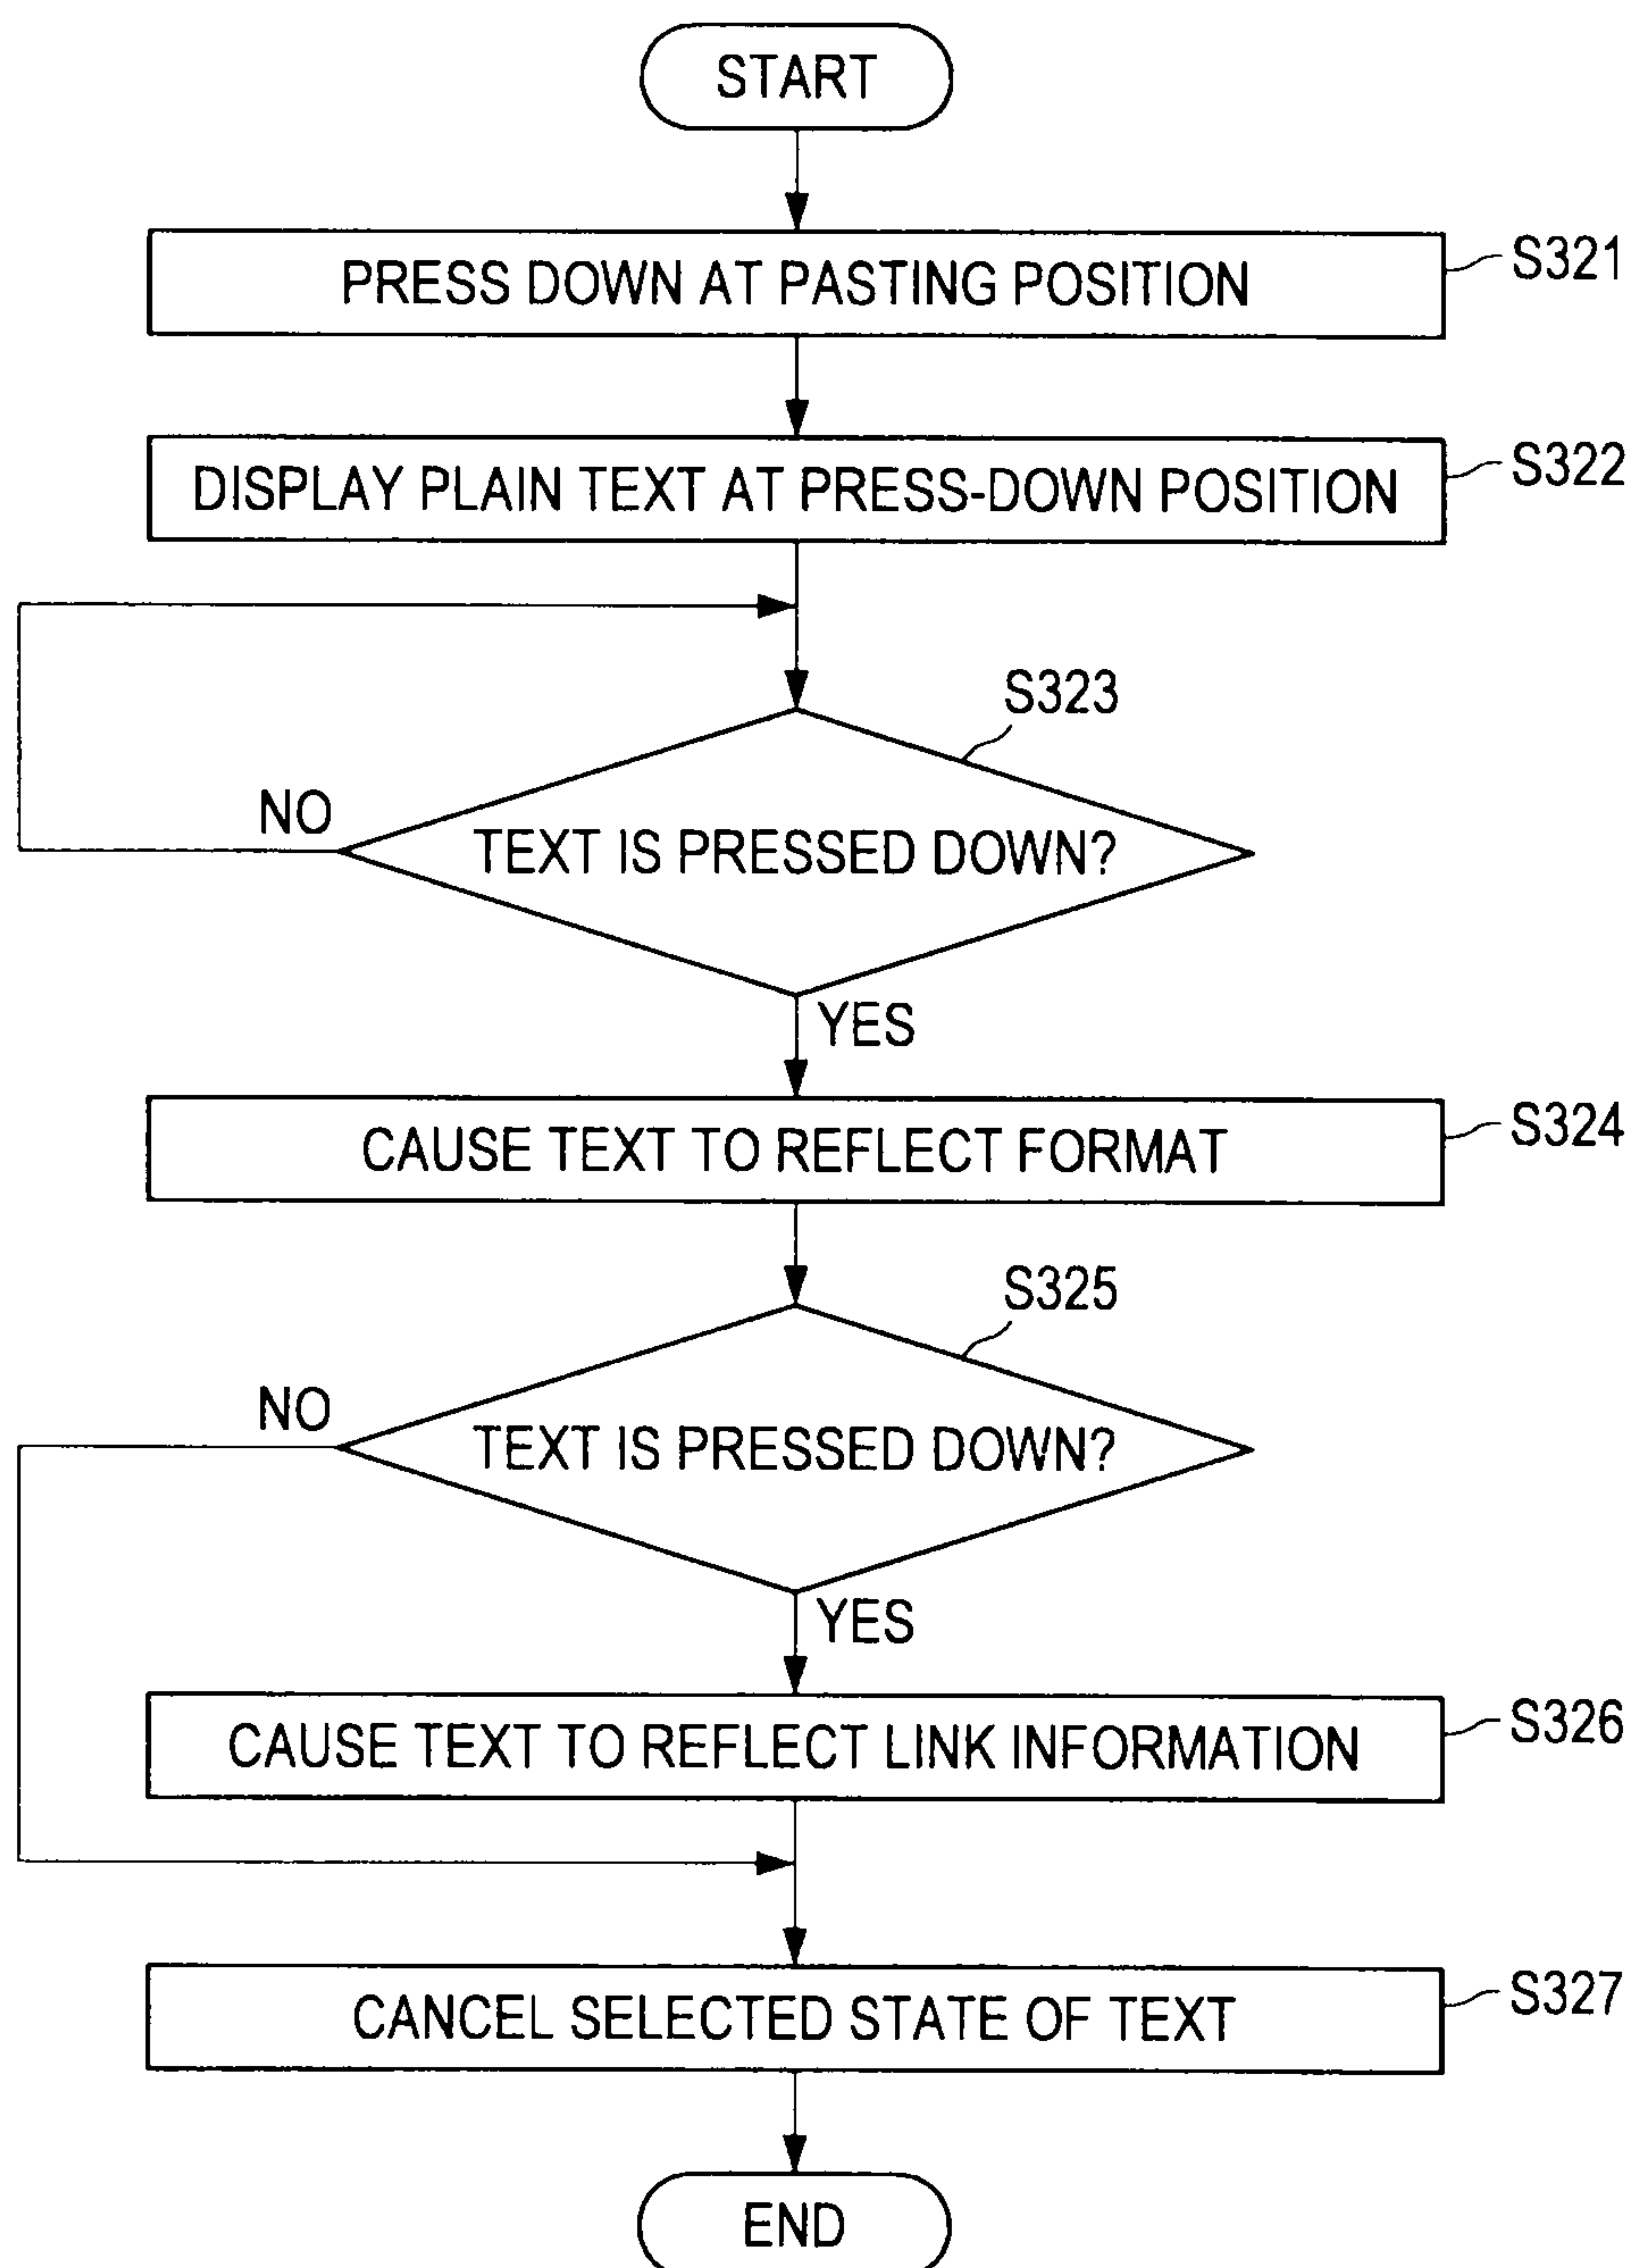 START
PRESS DOWN AT PASTING POSITION
S321
DISPLAY PLAIN TEXT AT PRESS-DOWN POSITION
S322
S323
NO
TEXT IS PRESSED DOWN?
YES
CAUSE TEXT TO REFLECT FORMAT
S324
S325
NO
TEXT IS PRESSED DOWN?
YES
CAUSE TEXT TO REFLECT LINK INFORMATION
S326
CANCEL SELECTED STATE OF TEXT
S327
END